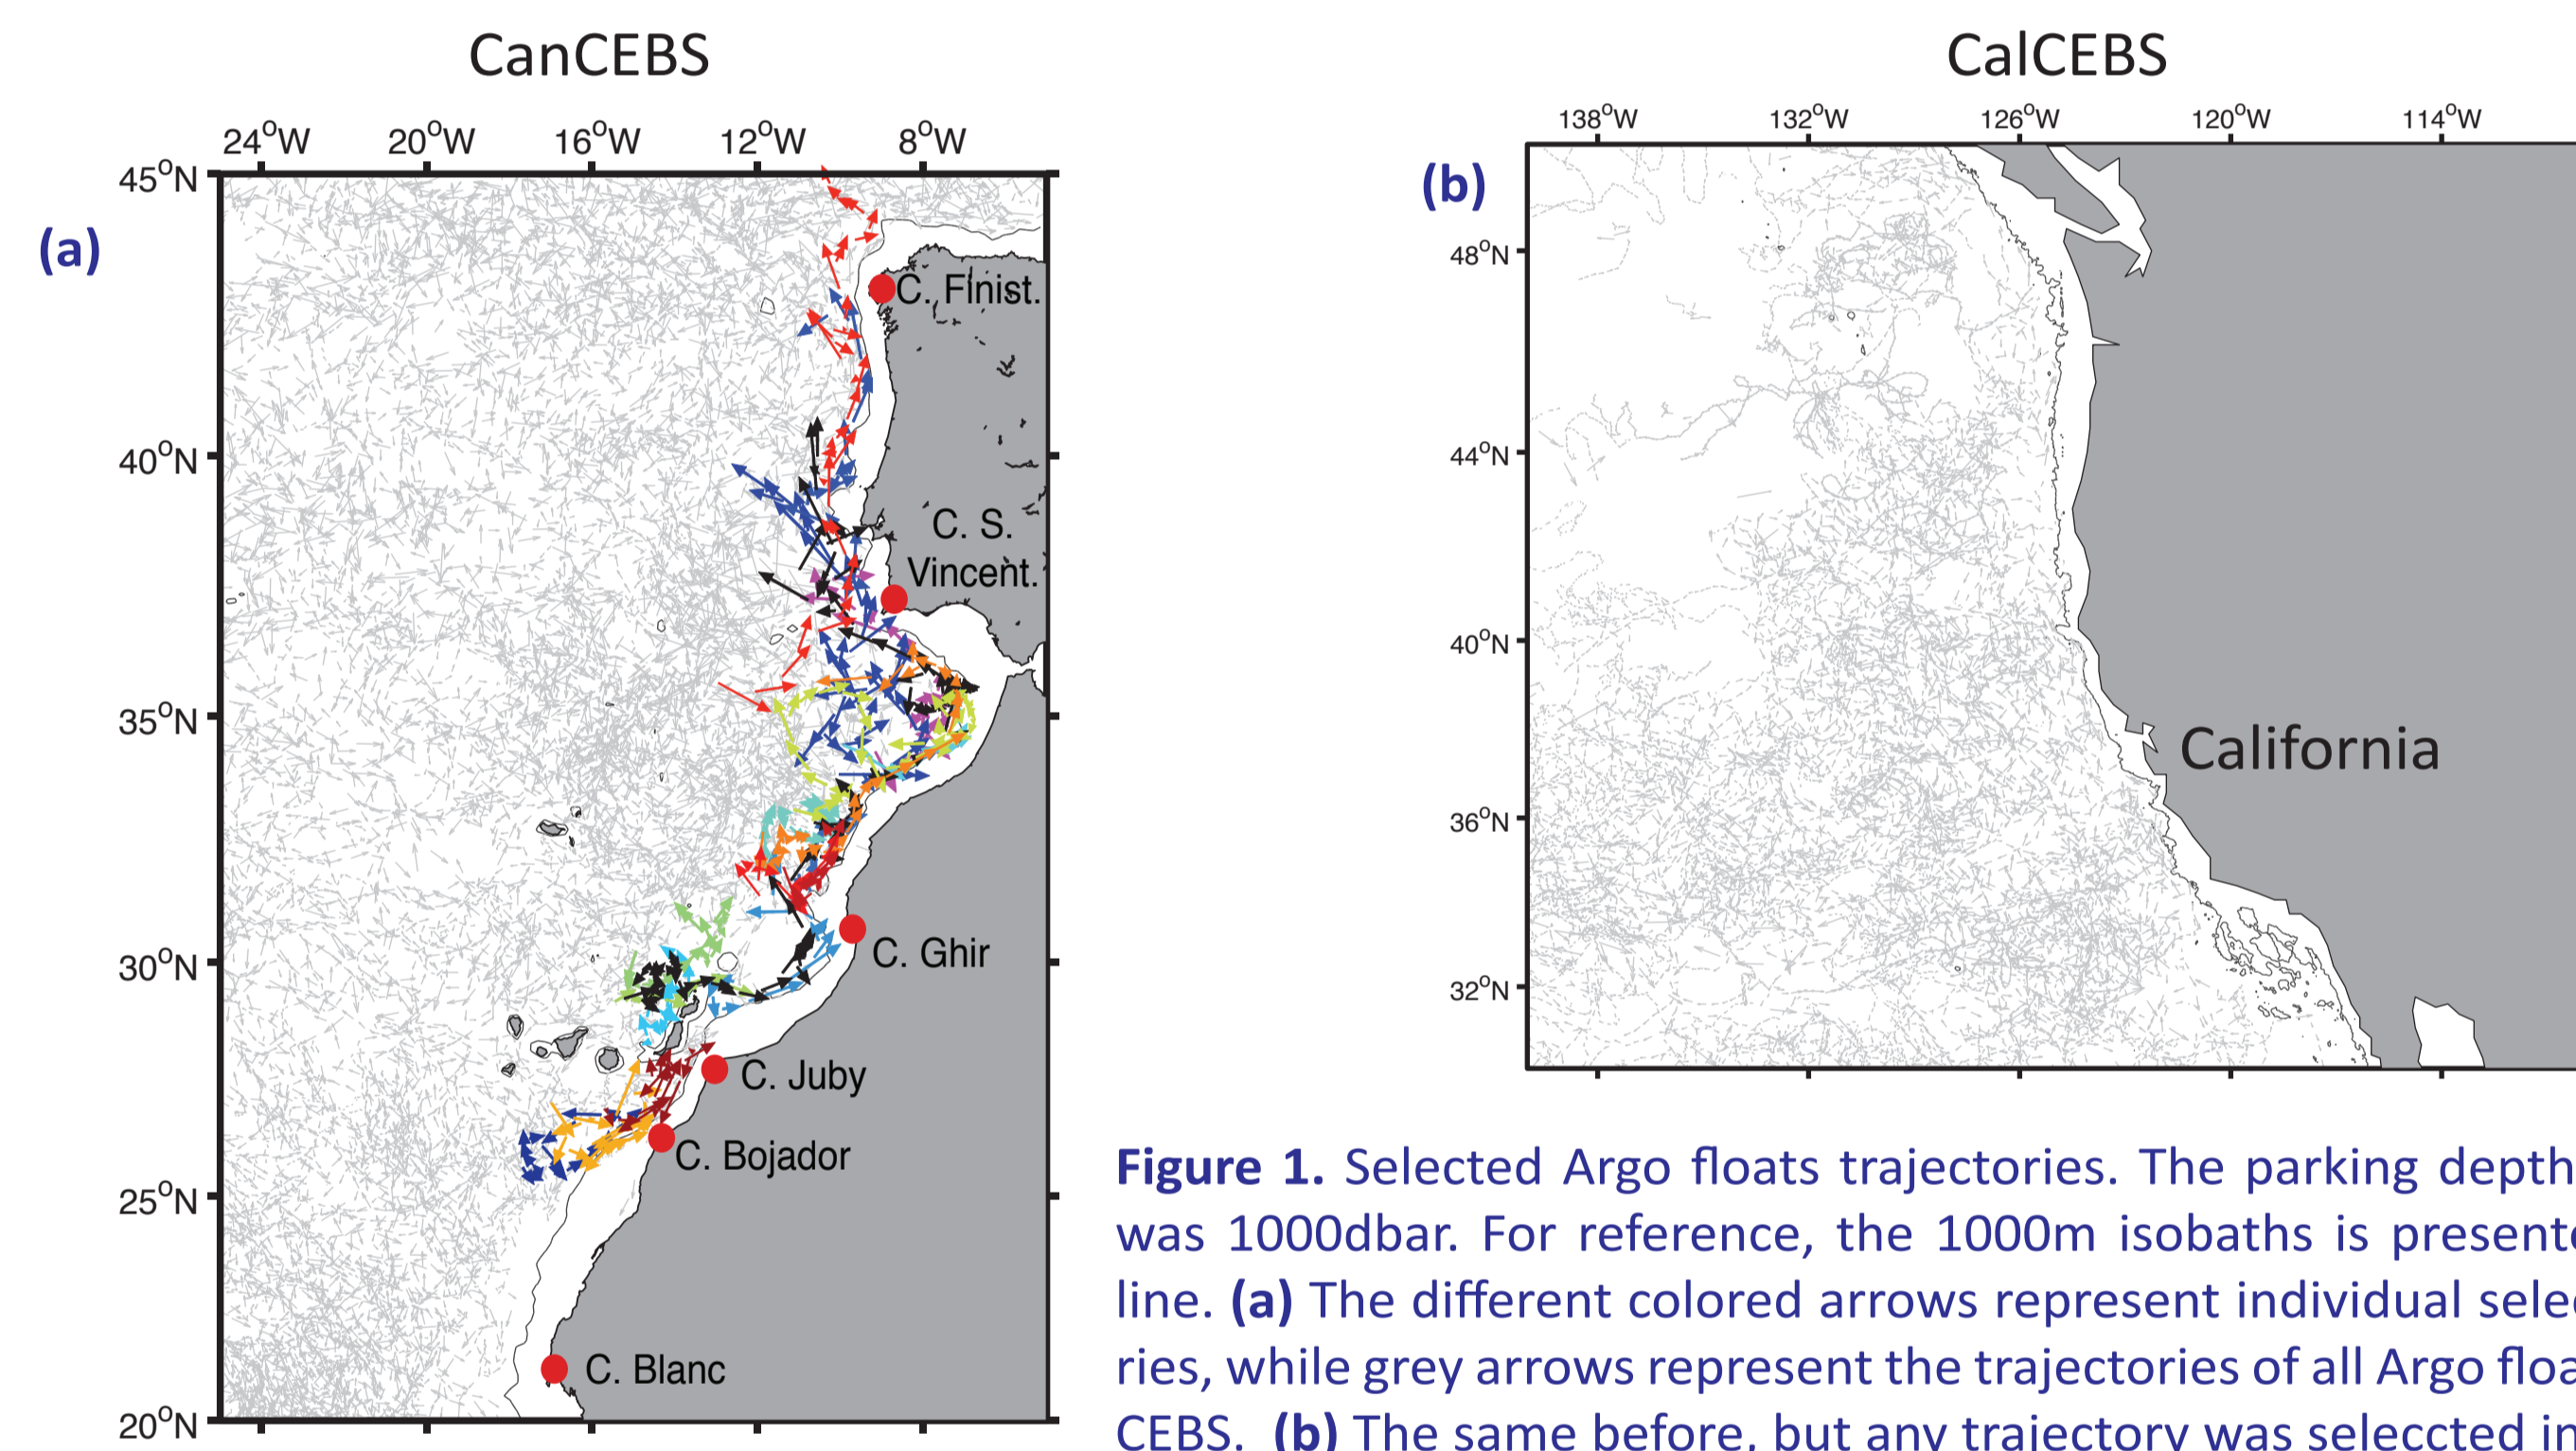 CanCEBS
CalCEBS
24°W 20°W 16°W 12°W 8°W
138°W 132°W 126°W 120°W 114°W
(a)
(b)
45°N
40°N
35°N
30°N
25°N
20°N
C. Finist.
C. S.
Vincent.
C. Ghir
C. Juby
C. Bojador
C. Blanc
48°N
44°N
40°N
36°N
32°N
California
Figure 1. Selected Argo floats trajectories. The parking depth
was 1000dbar. For reference, the 1000m isobaths is presente
line. (a) The different colored arrows represent individual selec
ries, while grey arrows represent the trajectories of all Argo floa
CEBS. (b) The same before, but any trajectory was seleccted in